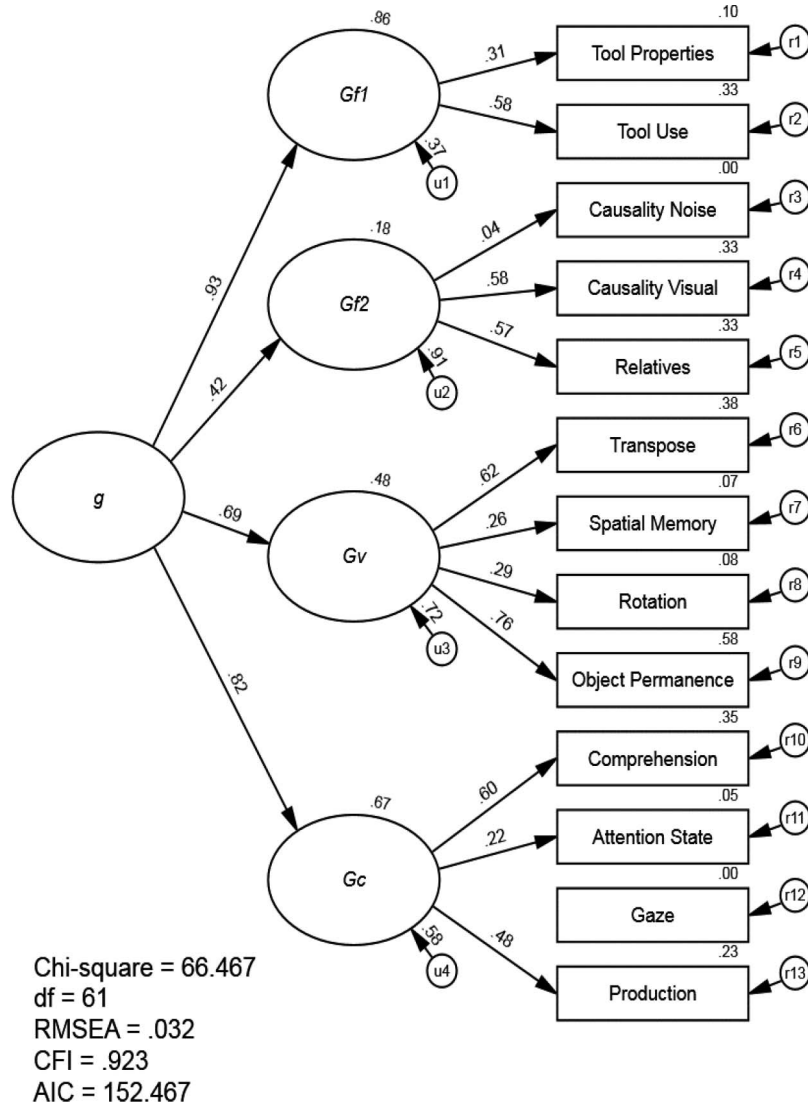 .86
Gf1
.37
u1
.31
.58
.10
Tool Properties
r1
.33
Tool Use
r2
.93
.18
Gf2
.91
u2
.04
.58
.57
.00
Causality Noise
r3
.33
Causality Visual
r4
.33
Relatives
r5
.42
g
.69
.48
Gv
.72
u3
.62
.26
.29
.76
.38
Transpose
r6
.07
Spatial Memory
r7
.08
Rotation
r8
.58
Object Permanence
r9
.82
.67
Gc
.58
u4
.60
.22
.48
.35
Comprehension
r10
.05
Attention State
r11
.00
Gaze
r12
.23
Production
r13
Chi-square = 66.467
df = 61
RMSEA = .032
CFI = .923
AIC = 152.467